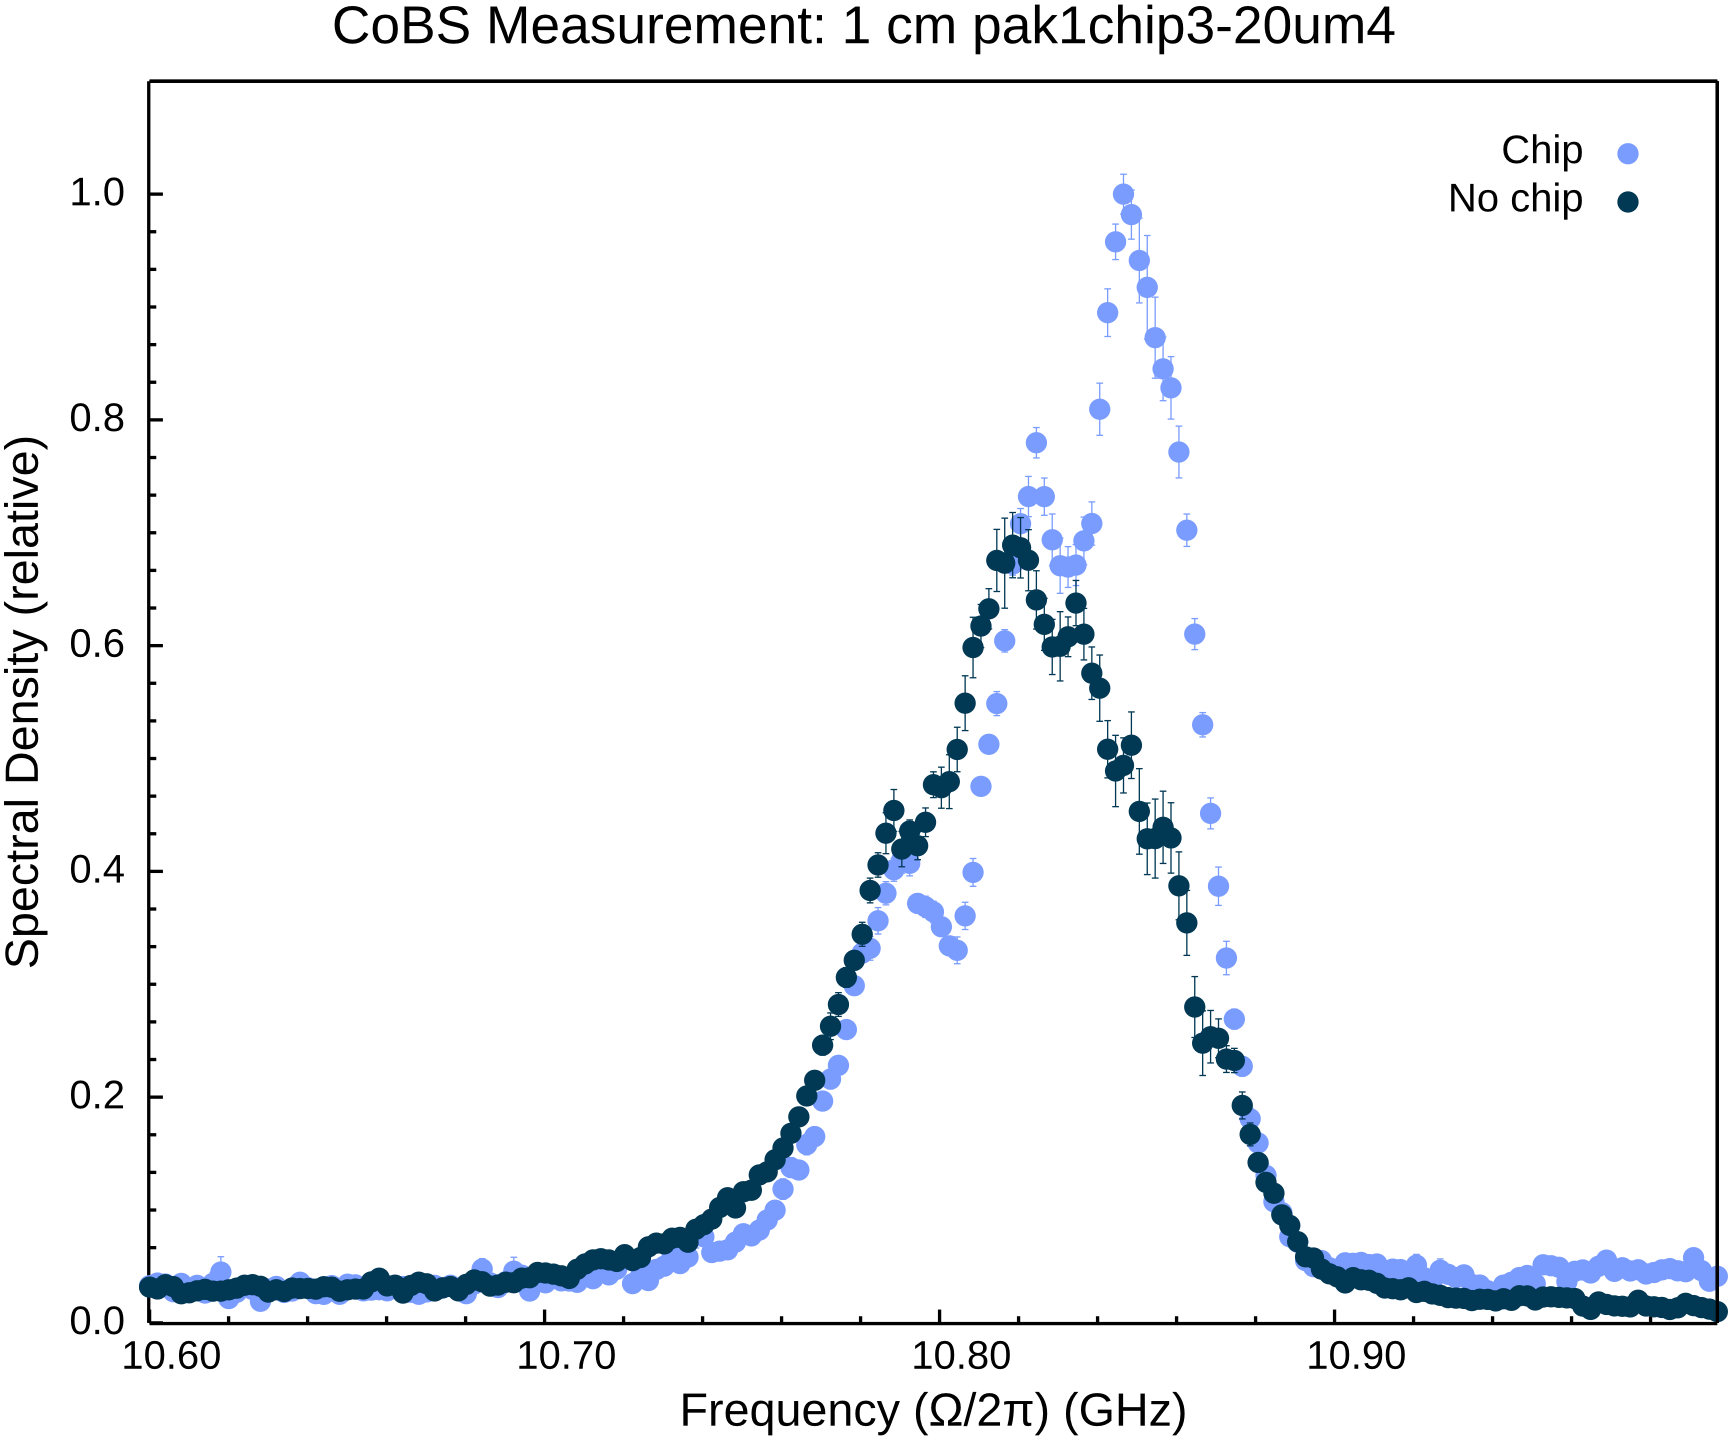 CoBS Measurement: 1 cm pak1chip3-20um4
Chip
No chip
1.0
0.8
0.6
0.4
0.2
0.0
Spectral Density (relative)
10.60 10.70 10.80 10.90
Frequency (Ω/2π) (GHz)